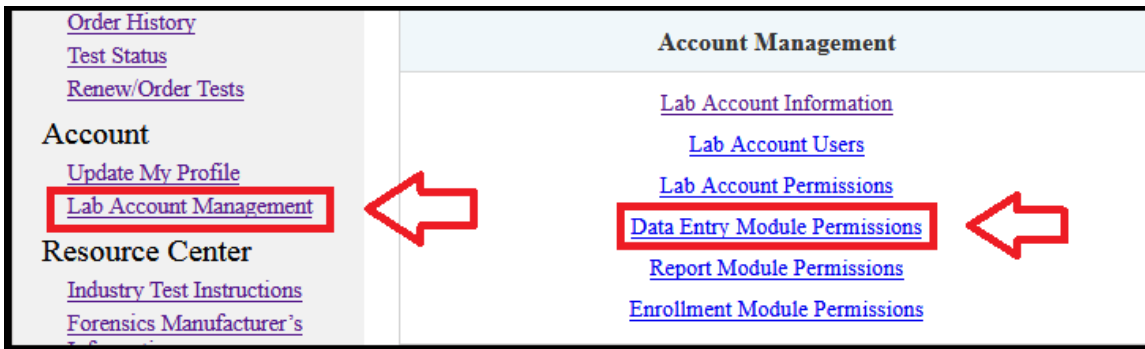 Order History
Test Status
Renew/Order Tests
Account
Update My Profile
Lab Account Management
Resource Center
Industry Test Instructions
Forensics Manufacturer's
Account Management
Lab Account Information
Lab Account Users
Lab Account Permissions
Data Entry Module Permissions
Report Module Permissions
Enrollment Module Permissions